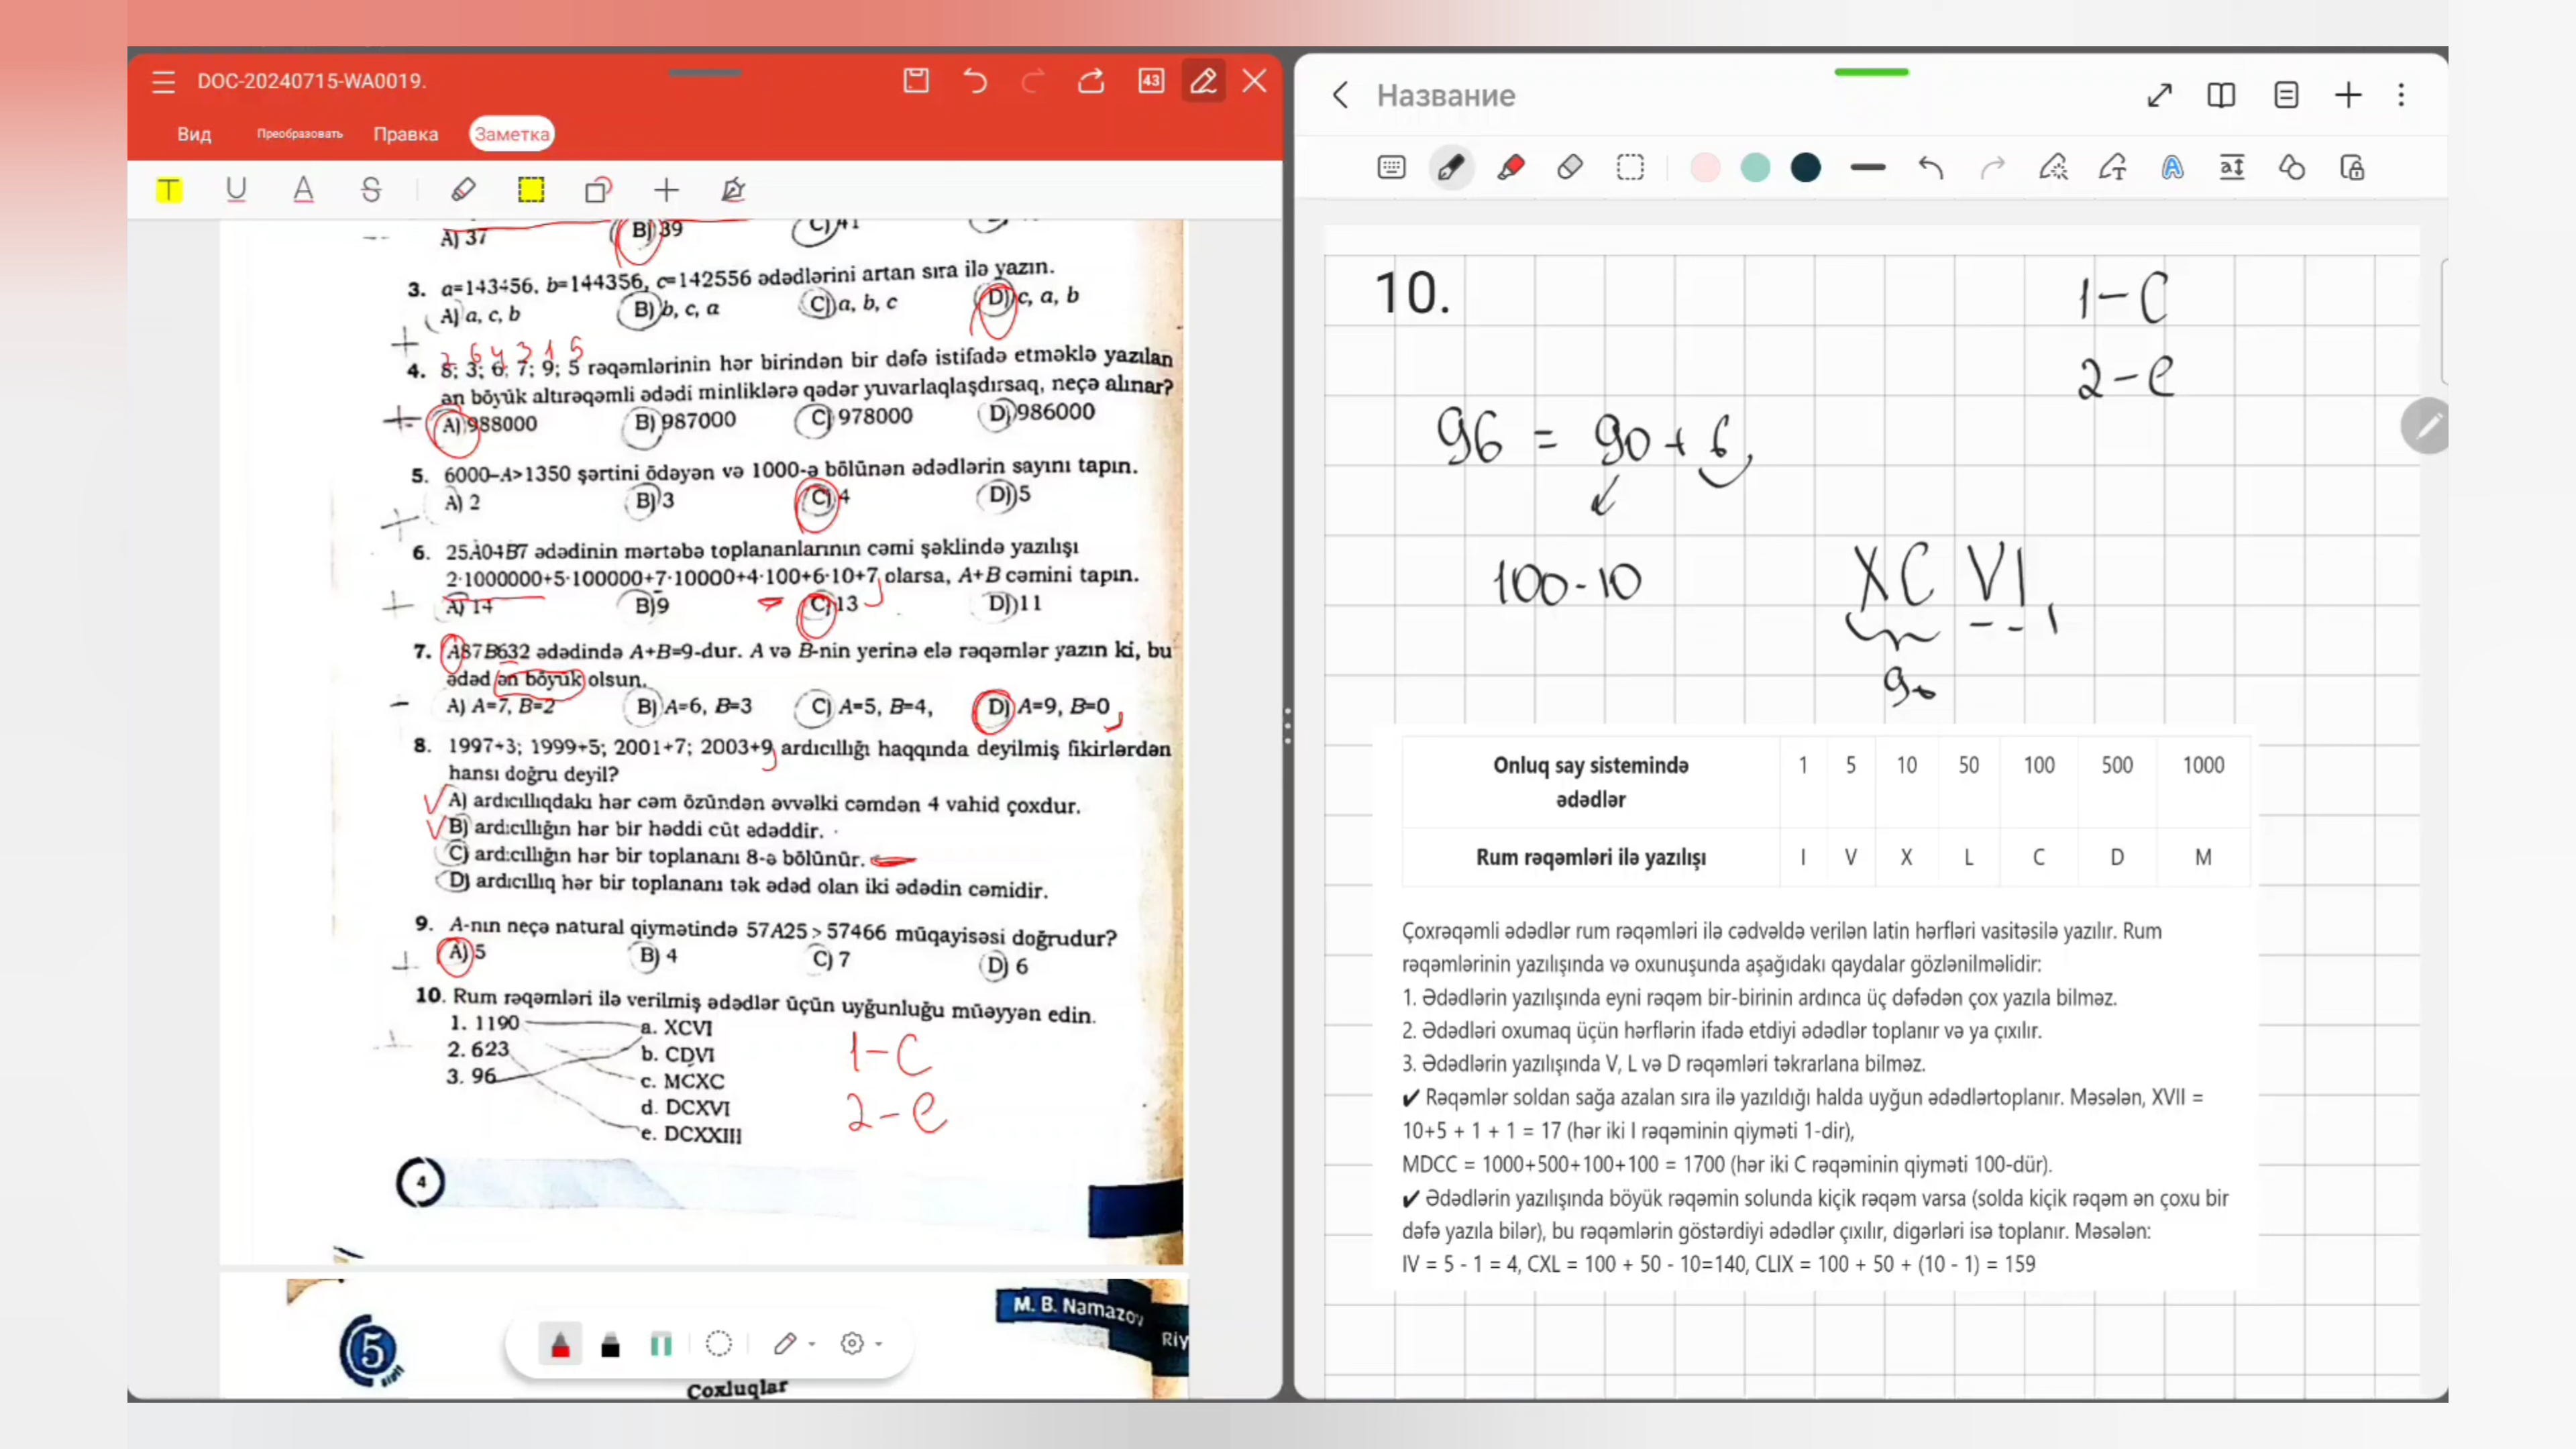 DOC-20240715-WA0019.
43
Вид Преобразовать Правка Заметка
A) 37 B) 39 C) 41
3. a=143456, b=144356, c=142556 ədədlərini artan sıra ilə yazın.
A) a, c, b B) b, c, a C) a, b, c D) c, a, b
2 6 4 3 1 5
4. 8; 3; 6; 7; 9; 5 rəqəmlərinin hər birindən bir dəfə istifadə etməklə yazılan
ən böyük altırəqəmli ədədi minliklərə qədər yuvarlaqlaşdırsaq, neçə alınar?
A) 988000 B) 987000 C) 978000 D) 986000
5. 6000–A>1350 şərtini ödəyən və 1000-ə bölünən ədədlərin sayını tapın.
A) 2 B) 3 C) 4 D) 5
6. 25A04B7 ədədinin mərtəbə toplananlarının cəmi şəklində yazılışı
2·1000000+5·100000+7·10000+4·100+6·10+7 olarsa, A+B cəmini tapın.
A) 14 B) 9 C) 13 D) 11
7. A87B632 ədədində A+B=9-dur. A və B-nin yerinə elə rəqəmlər yazın ki, bu
ədəd ən böyük olsun.
A) A=7, B=2 B) A=6, B=3 C) A=5, B=4, D) A=9, B=0
8. 1997+3; 1999+5; 2001+7; 2003+9 ardıcıllığı haqqında deyilmiş fikirlərdən
hansı doğru deyil?
A) ardıcıllıqdakı hər cəm özündən əvvəlki cəmdən 4 vahid çoxdur.
B) ardıcıllığın hər bir həddi cüt ədəddir.
C) ardıcıllığın hər bir toplananı 8-ə bölünür.
D) ardıcıllıq hər bir toplananı tək ədəd olan iki ədədin cəmidir.
9. A-nın neçə natural qiymətində 57A25 > 57466 müqayisəsi doğrudur?
A) 5 B) 4 C) 7 D) 6
10. Rum rəqəmləri ilə verilmiş ədədlər üçün uyğunluğu müəyyən edin.
1. 1190 a. XCVI
2. 623 b. CDVI
3. 96 c. MCXC
d. DCXVI
e. DCXXIII
1–C
2–e
4
M. B. Namazov
Riy
5
sinif
Çoxluqlar
Название
10.
1–C
2–e
96 = 90 + 6
100-10
XC VI
90
Onluq say sistemində ədədlər 1 5 10 50 100 500 1000
Rum rəqəmləri ilə yazılışı I V X L C D M
Çoxrəqəmli ədədlər rum rəqəmləri ilə cədvəldə verilən latin hərfləri vasitəsilə yazılır. Rum
rəqəmlərinin yazılışında və oxunuşunda aşağıdakı qaydalar gözlənilməlidir:
1. Ədədlərin yazılışında eyni rəqəm bir-birinin ardınca üç dəfədən çox yazıla bilməz.
2. Ədədləri oxumaq üçün hərflərin ifadə etdiyi ədədlər toplanır və ya çıxılır.
3. Ədədlərin yazılışında V, L və D rəqəmləri təkrarlana bilməz.
✔ Rəqəmlər soldan sağa azalan sıra ilə yazıldığı halda uyğun ədədlərtoplanır. Məsələn, XVII =
10+5 + 1 + 1 = 17 (hər iki I rəqəminin qiyməti 1-dir),
MDCC = 1000+500+100+100 = 1700 (hər iki C rəqəminin qiyməti 100-dür).
✔ Ədədlərin yazılışında böyük rəqəmin solunda kiçik rəqəm varsa (solda kiçik rəqəm ən çoxu bir
dəfə yazıla bilər), bu rəqəmlərin göstərdiyi ədədlər çıxılır, digərləri isə toplanır. Məsələn:
IV = 5 - 1 = 4, CXL = 100 + 50 - 10=140, CLIX = 100 + 50 + (10 - 1) = 159